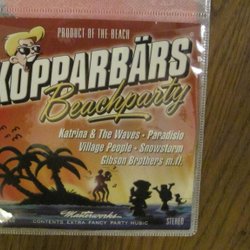 PRODUCT OF THE BEACH
KOPPARBÄRS
Beachparty
Katrina & The Waves • Paradisio
Village People • Snowstorm
Gibson Brothers m.fl.
Masterworks
CONTENTS: EXTRA FANCY PARTY MUSIC
STEREO